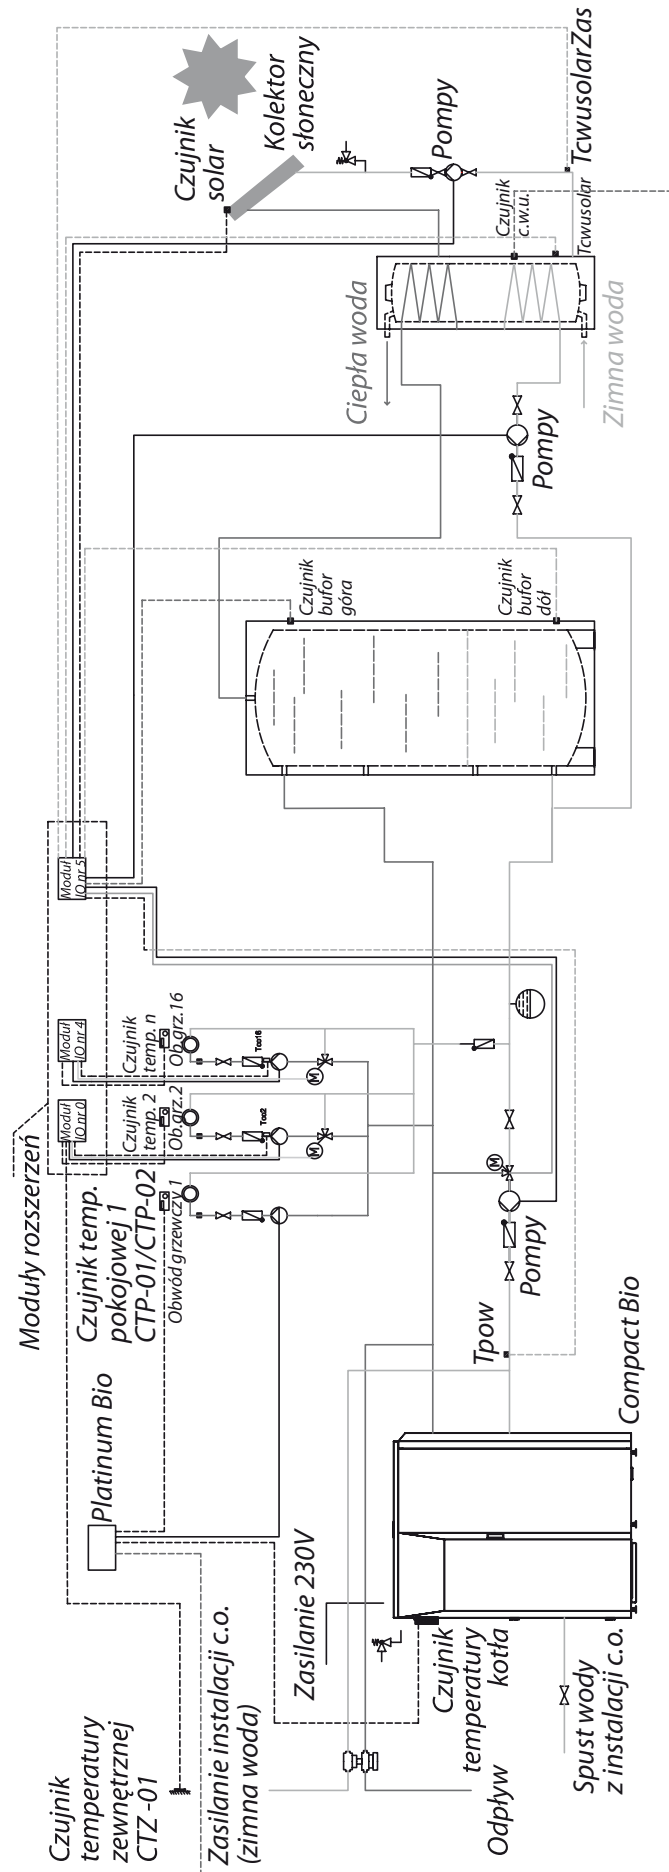 Czujnik
temperatury
zewnętrznej
CTZ -01
Zasilanie instalacji c.o.
(zimna woda)
Platinum Bio
Moduły rozszerzeń
Czujnik temp.
pokojowej 1
CTP-01/CTP-02
Obwód grzewczy 1
Moduł
IO nr 0
Czujnik
temp. 2
Ob.grz.2
Tco2
Moduł
IO nr 4
Czujnik
temp. n
Ob.grz.16
Tco16
Moduł
IO nr 5
M
M
M
Zasilanie 230V
Czujnik
temperatury
kotła
Odpływ
Spust wody
z instalacji c.o.
Compact Bio
Tpow
Pompy
Czujnik
bufor
góra
Czujnik
bufor
dół
Pompy
Ciepła woda
Zimna woda
Czujnik
c.w.u.
Tcwusolar
TcwusolarZas
Pompy
Czujnik
solar
Kolektor
słoneczny